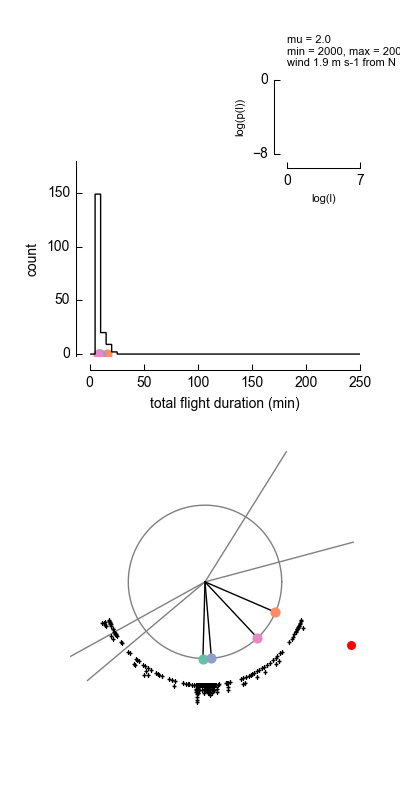 mu = 2.0
min = 2000, max = 200
wind 1.9 m s-1 from N
0
log(p(l))
−8
0 7
log(l)
150
100
count
50
0
0 50 100 150 200 250
total flight duration (min)